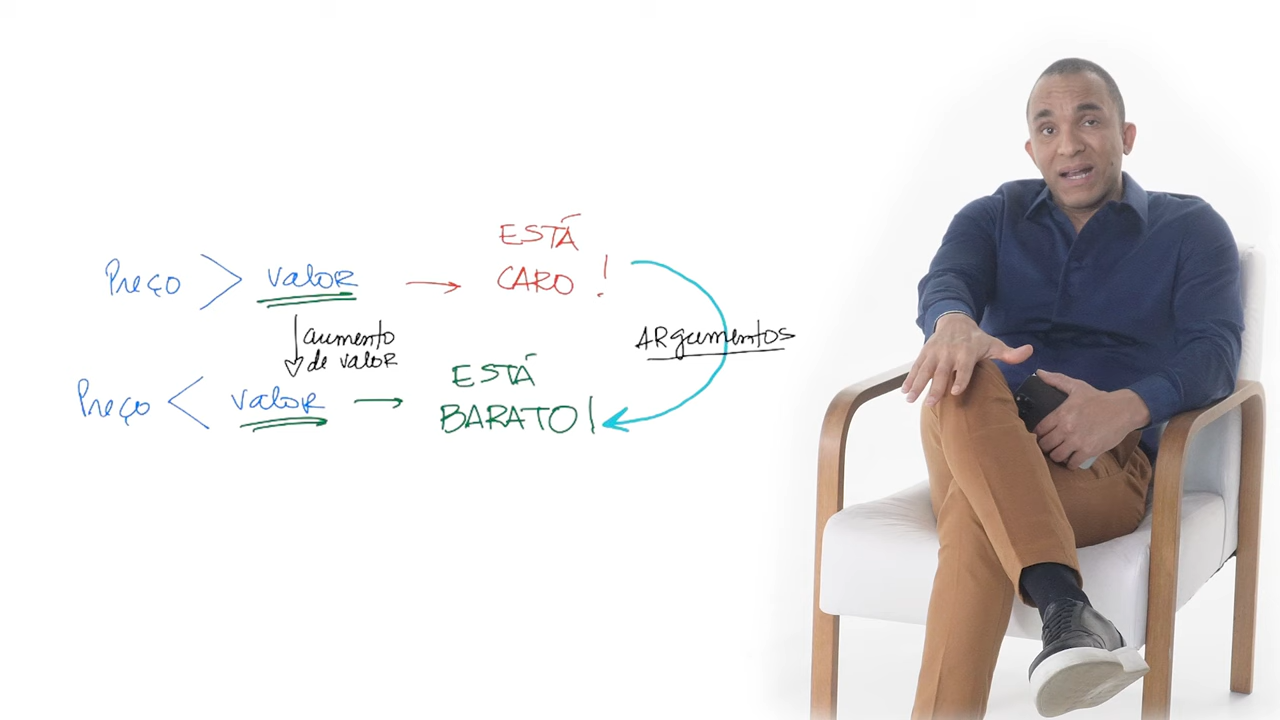 Preço > valor → ESTÁ CARO!
aumento de valor
ARgumentos
Preço < valor → ESTÁ BARATO!